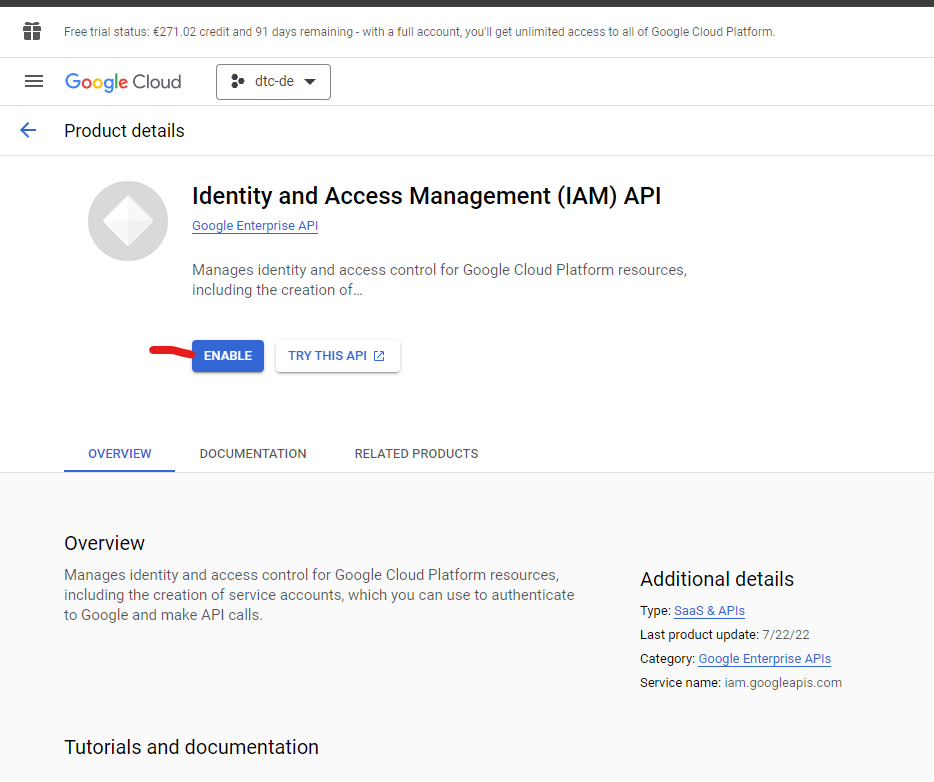 Free trial status: €271.02 credit and 91 days remaining - with a full account, you'll get unlimited access to all of Google Cloud Platform.
Google Cloud
dtc-de
Product details
Identity and Access Management (IAM) API
Google Enterprise API
Manages identity and access control for Google Cloud Platform resources,
including the creation of...
ENABLE
TRY THIS API
OVERVIEW
DOCUMENTATION
RELATED PRODUCTS
Overview
Manages identity and access control for Google Cloud Platform resources,
including the creation of service accounts, which you can use to authenticate
to Google and make API calls.
Additional details
Type: SaaS & APIs
Last product update: 7/22/22
Category: Google Enterprise APIs
Service name: iam.googleapis.com
Tutorials and documentation